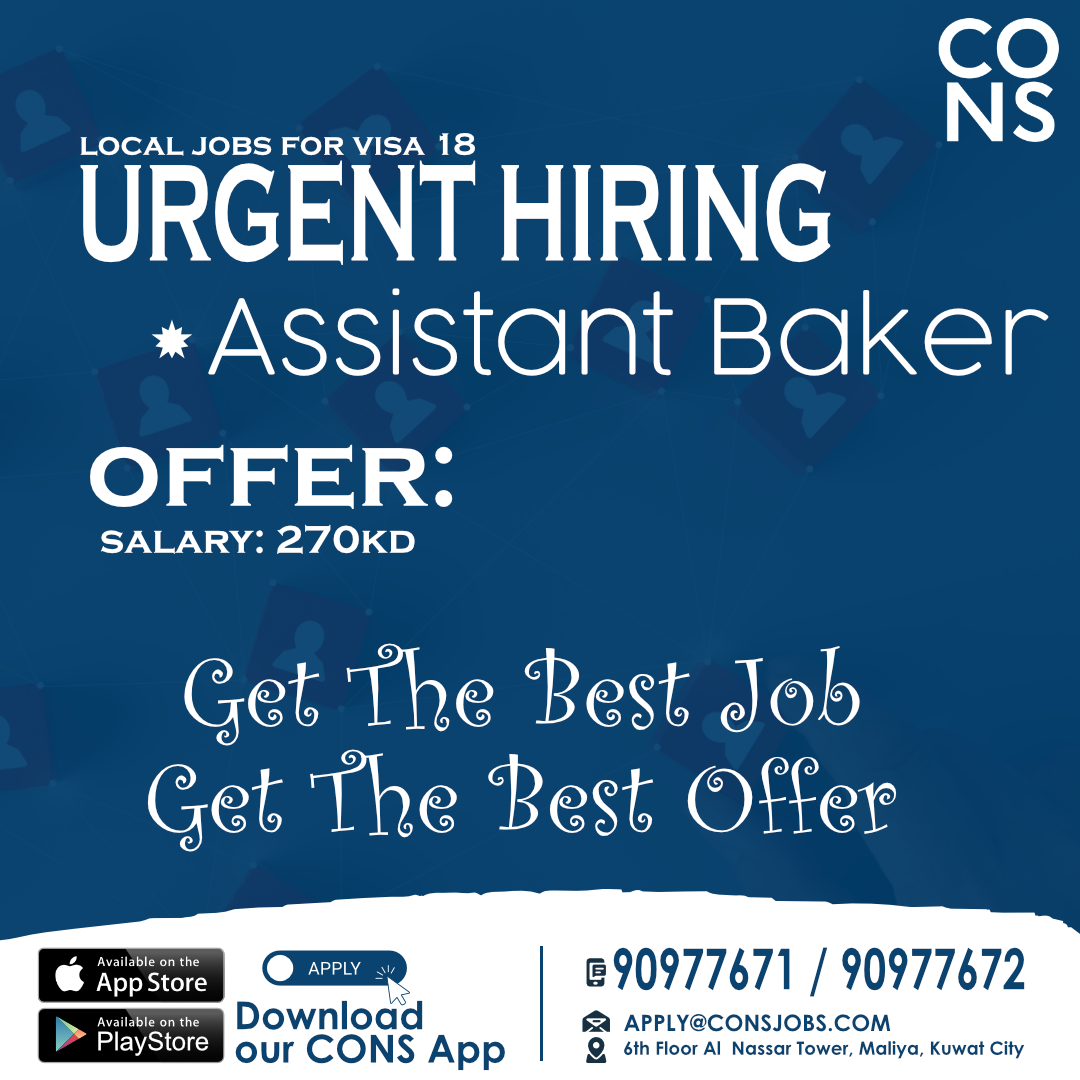 CO
NS
LOCAL JOBS FOR VISA 18
URGENT HIRING
Assistant Baker
OFFER:
SALARY: 270KD
Get The Best Job
Get The Best Offer
Available on the
App Store
Available on the
PlayStore
APPLY
Download
our CONS App
90977671 / 90977672
APPLY@CONSJOBS.COM
6th Floor Al Nassar Tower, Maliya, Kuwat City